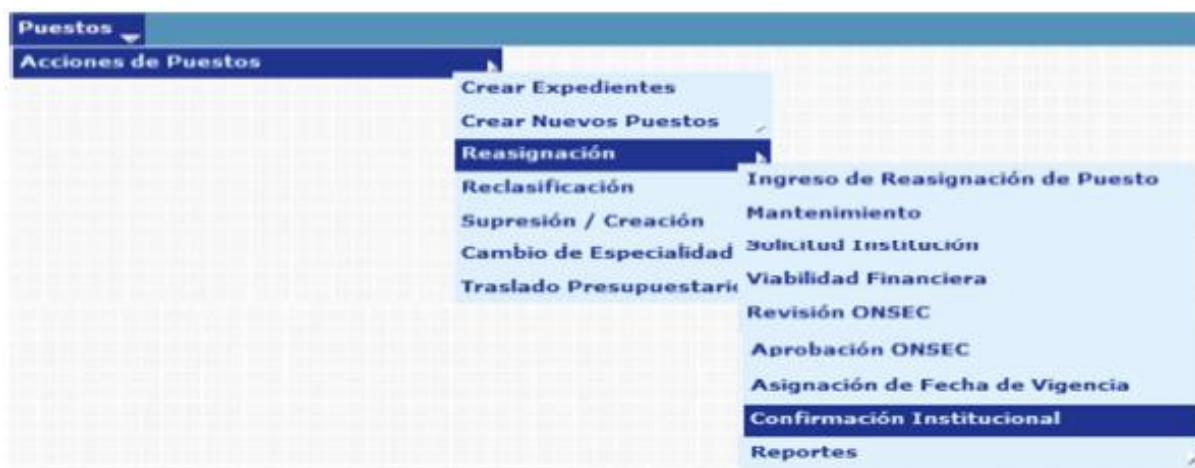 Puestos
Acciones de Puestos
Crear Expedientes
Crear Nuevos Puestos
Reasignación
Reclasificación
Supresión / Creación
Cambio de Especialidad
Traslado Presupuestari
Ingreso de Reasignación de Puesto
Mantenimiento
Solicitud Institución
Viabilidad Financiera
Revisión ONSEC
Aprobación ONSEC
Asignación de Fecha de Vigencia
Confirmación Institucional
Reportes